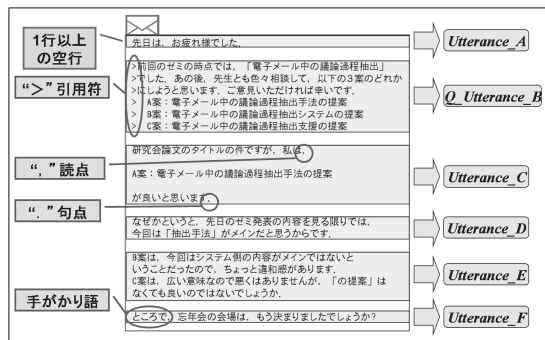 1行以上
の空行
先日は，お疲れ様でした．
Utterance_A
“>”引用符
>前回のゼミの時点では，「電子メール中の議論過程抽出」
>でした．あの後，先生とも色々相談して，以下の3案のどれか
>にしようと思います．ご意見いただければ幸いです．
> A案：電子メール中の議論過程抽出手法の提案
> B案：電子メール中の議論過程抽出システムの提案
> C案：電子メール中の議論過程抽出支援の提案
Q_Utterance_B
研究会論文のタイトルの件ですが，私は，
“，”読点
A案：電子メール中の議論過程抽出手法の提案
Utterance_C
が良いと思います．
“．”句点
なぜかというと，先日のゼミ発表の内容を見る限りでは，
今回は「抽出手法」がメインだと思うからです．
Utterance_D
B案は，今回はシステム側の内容がメインではないと
いうことだったので，ちょっと違和感があります．
C案は，広い意味なので悪くはありませんが，「の提案」は
なくても良いのではないでしょうか．
Utterance_E
手がかり語
ところで，忘年会の会場は，もう決まりましたでしょうか？
Utterance_F